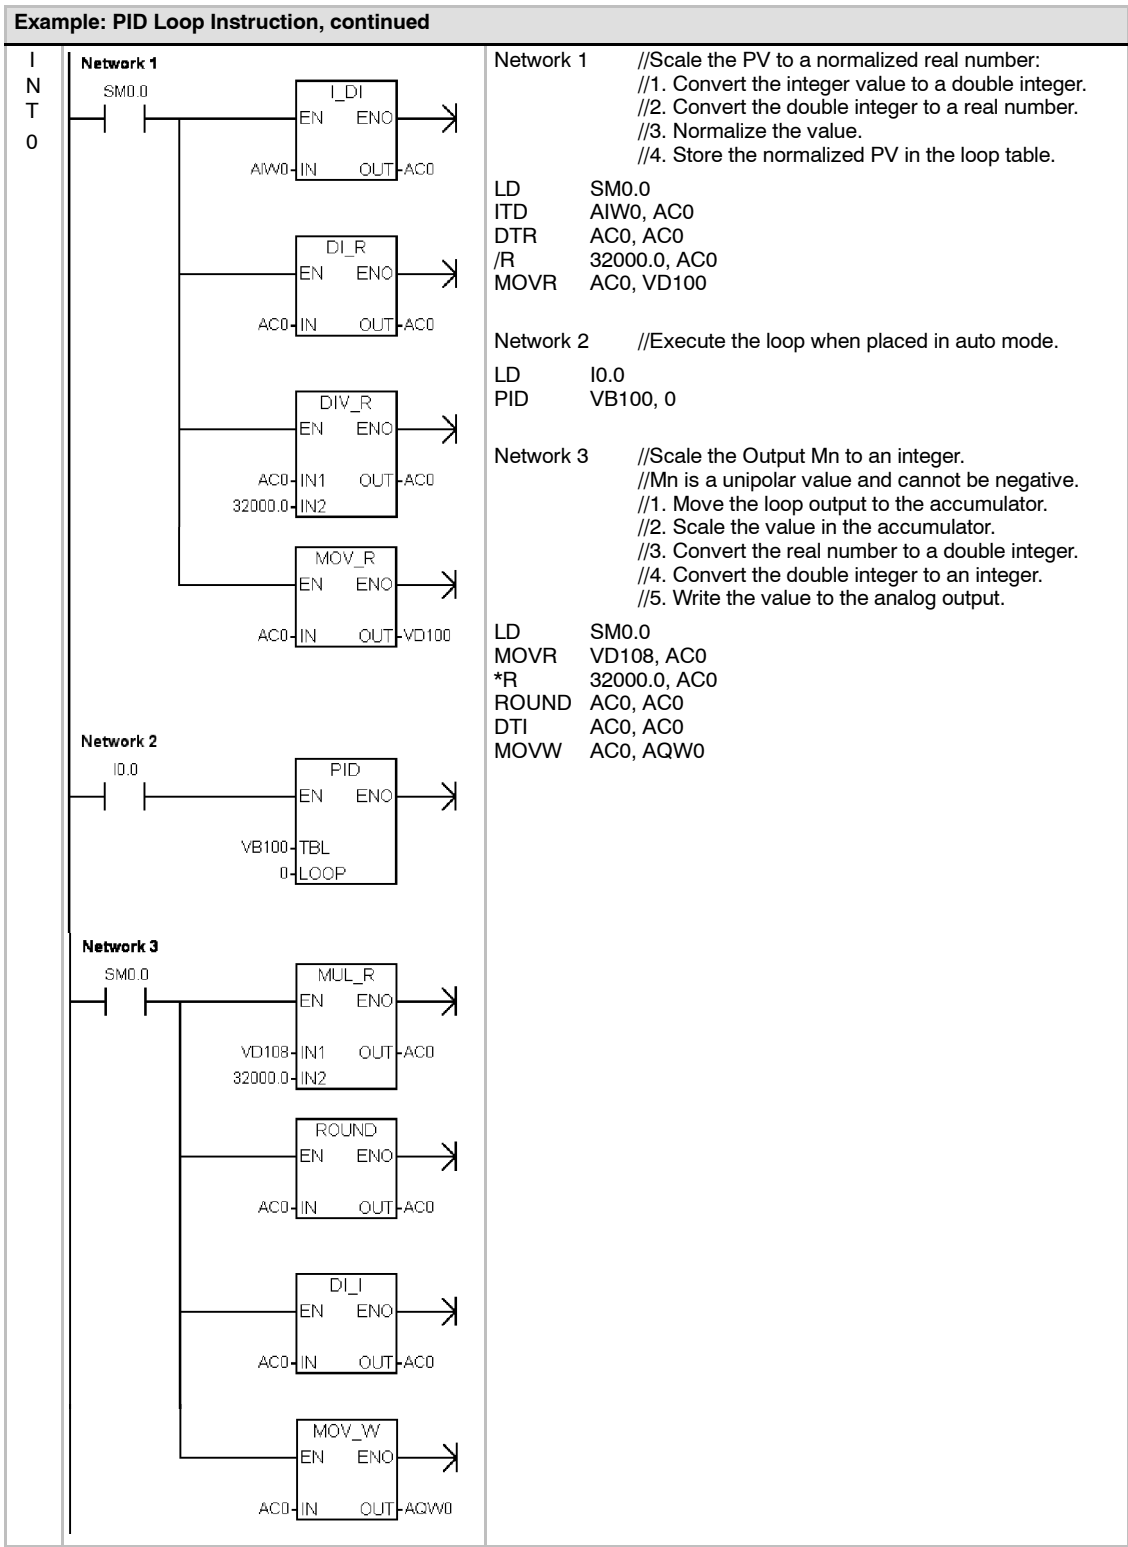 Example: PID Loop Instruction, continued
I
N
T
0
Network 1
SM0.0
I_DI
EN ENO
AIW0 IN OUT AC0
DI_R
EN ENO
AC0 IN OUT AC0
DIV_R
EN ENO
AC0 IN1 OUT AC0
32000.0 IN2
MOV_R
EN ENO
AC0 IN OUT VD100
Network 2
I0.0
PID
EN ENO
VB100 TBL
0 LOOP
Network 3
SM0.0
MUL_R
EN ENO
VD108 IN1 OUT AC0
32000.0 IN2
ROUND
EN ENO
AC0 IN OUT AC0
DI_I
EN ENO
AC0 IN OUT AC0
MOV_W
EN ENO
AC0 IN OUT AQW0
Network 1 //Scale the PV to a normalized real number:
//1. Convert the integer value to a double integer.
//2. Convert the double integer to a real number.
//3. Normalize the value.
//4. Store the normalized PV in the loop table.
LD SM0.0
ITD AIW0, AC0
DTR AC0, AC0
/R 32000.0, AC0
MOVR AC0, VD100
Network 2 //Execute the loop when placed in auto mode.
LD I0.0
PID VB100, 0
Network 3 //Scale the Output Mn to an integer.
//Mn is a unipolar value and cannot be negative.
//1. Move the loop output to the accumulator.
//2. Scale the value in the accumulator.
//3. Convert the real number to a double integer.
//4. Convert the double integer to an integer.
//5. Write the value to the analog output.
LD SM0.0
MOVR VD108, AC0
*R 32000.0, AC0
ROUND AC0, AC0
DTI AC0, AC0
MOVW AC0, AQW0